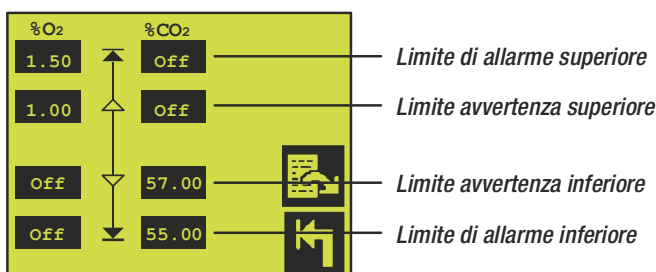 %O2 %CO2
1.50 Off Limite di allarme superiore
1.00 Off Limite avvertenza superiore
Off 57.00 Limite avvertenza inferiore
Off 55.00 Limite di allarme inferiore